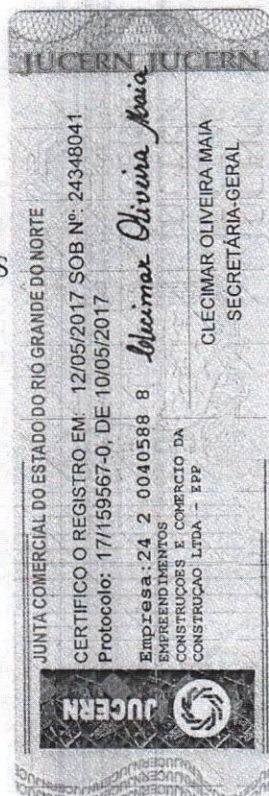 JUCERN JUCERN
JUNTA COMERCIAL DO ESTADO DO RIO GRANDE DO NORTE
CERTIFICO O REGISTRO EM: 12/05/2017 SOB Nº: 24348041
Protocolo: 17/159567-0, DE 10/05/2017
Empresa:24 2 0040588 8
EMPREENDIMENTOS
CONSTRUÇOES E COMERCIO DA
CONSTRUÇAO LTDA - EPP
Clecimar Oliveira Maia
CLECIMAR OLIVEIRA MAIA
SECRETÁRIA-GERAL
JUCERN